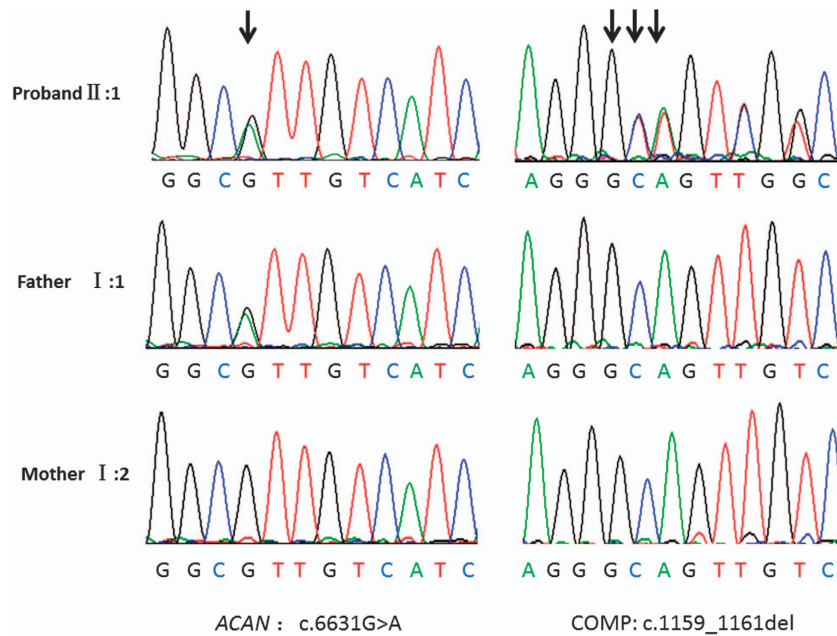 Proband Ⅱ:1
G G C G T T G T C A T C
A G G G C A G T T G G C
Father Ⅰ:1
G G C G T T G T C A T C
A G G G C A G T T G T C
Mother Ⅰ:2
G G C G T T G T C A T C
A G G G C A G T T G T C
ACAN : c.6631G>A
COMP: c.1159_1161del